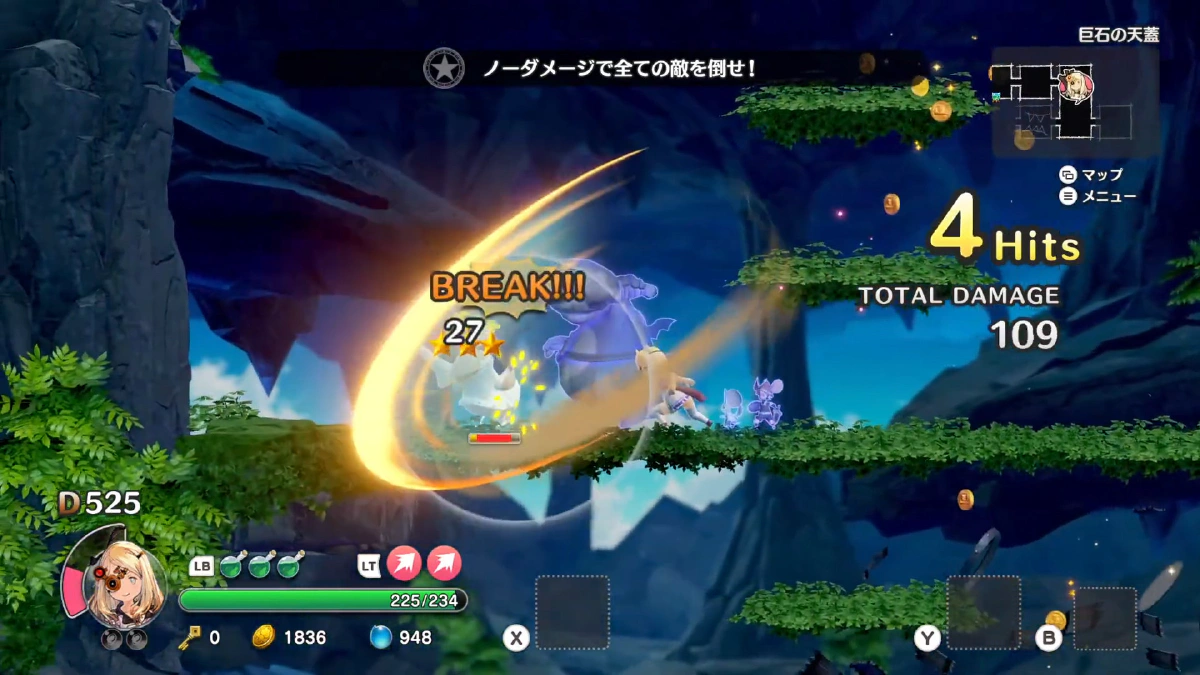 巨石の天蓋
ノーダメージで全ての敵を倒せ!
マップ
メニュー
4 Hits
TOTAL DAMAGE
109
BREAK!!!
27
D 525
LB
LT
225/234
0
1836
948
X
Y
B